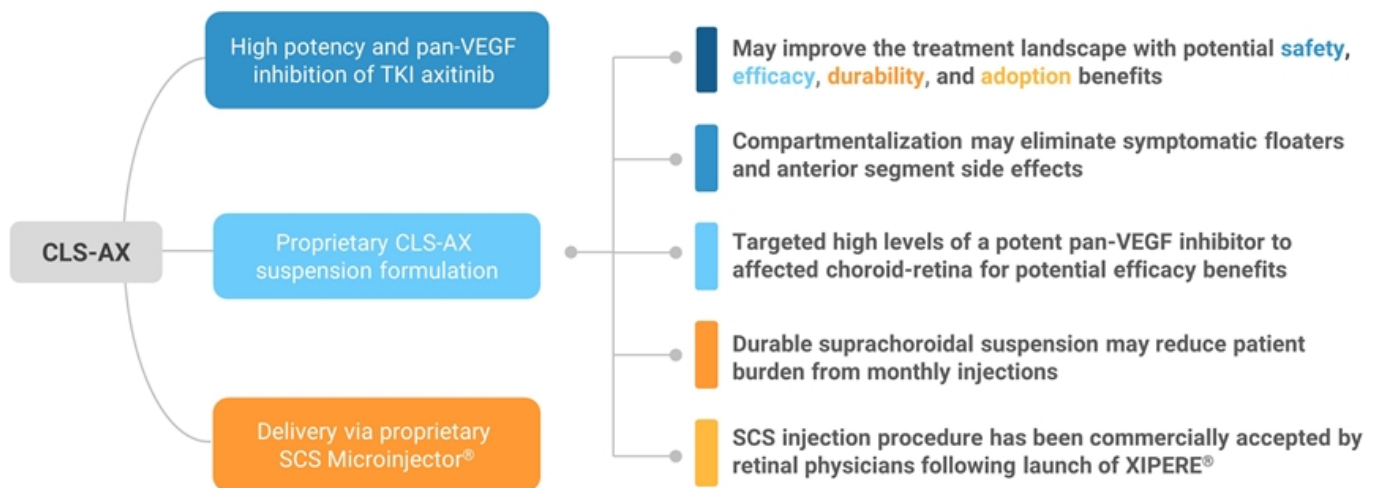 CLS-AX
High potency and pan-VEGF
inhibition of TKI axitinib
Proprietary CLS-AX
suspension formulation
Delivery via proprietary
SCS Microinjector®
May improve the treatment landscape with potential safety,
efficacy, durability, and adoption benefits
Compartmentalization may eliminate symptomatic floaters
and anterior segment side effects
Targeted high levels of a potent pan-VEGF inhibitor to
affected choroid-retina for potential efficacy benefits
Durable suprachoroidal suspension may reduce patient
burden from monthly injections
SCS injection procedure has been commercially accepted by
retinal physicians following launch of XIPERE®